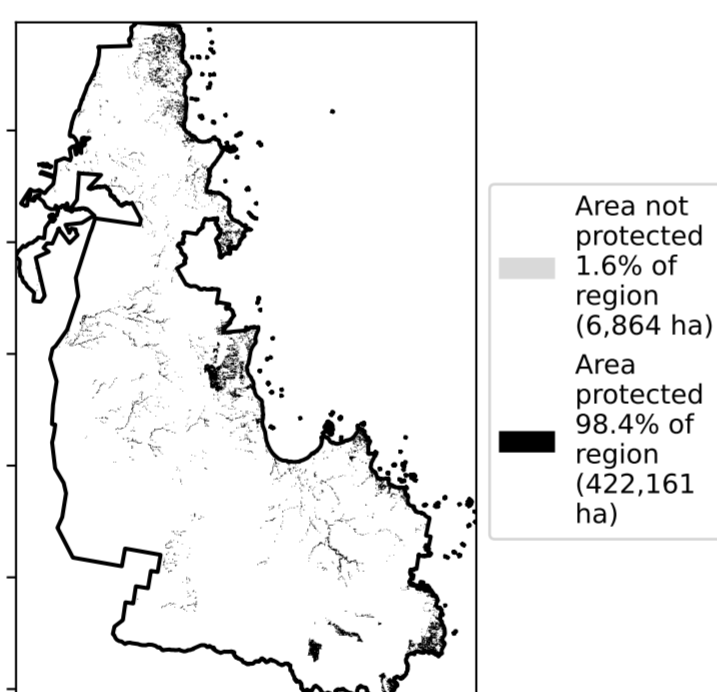 Area not
protected
1.6% of
region
(6,864 ha)
Area
protected
98.4% of
region
(422,161
ha)